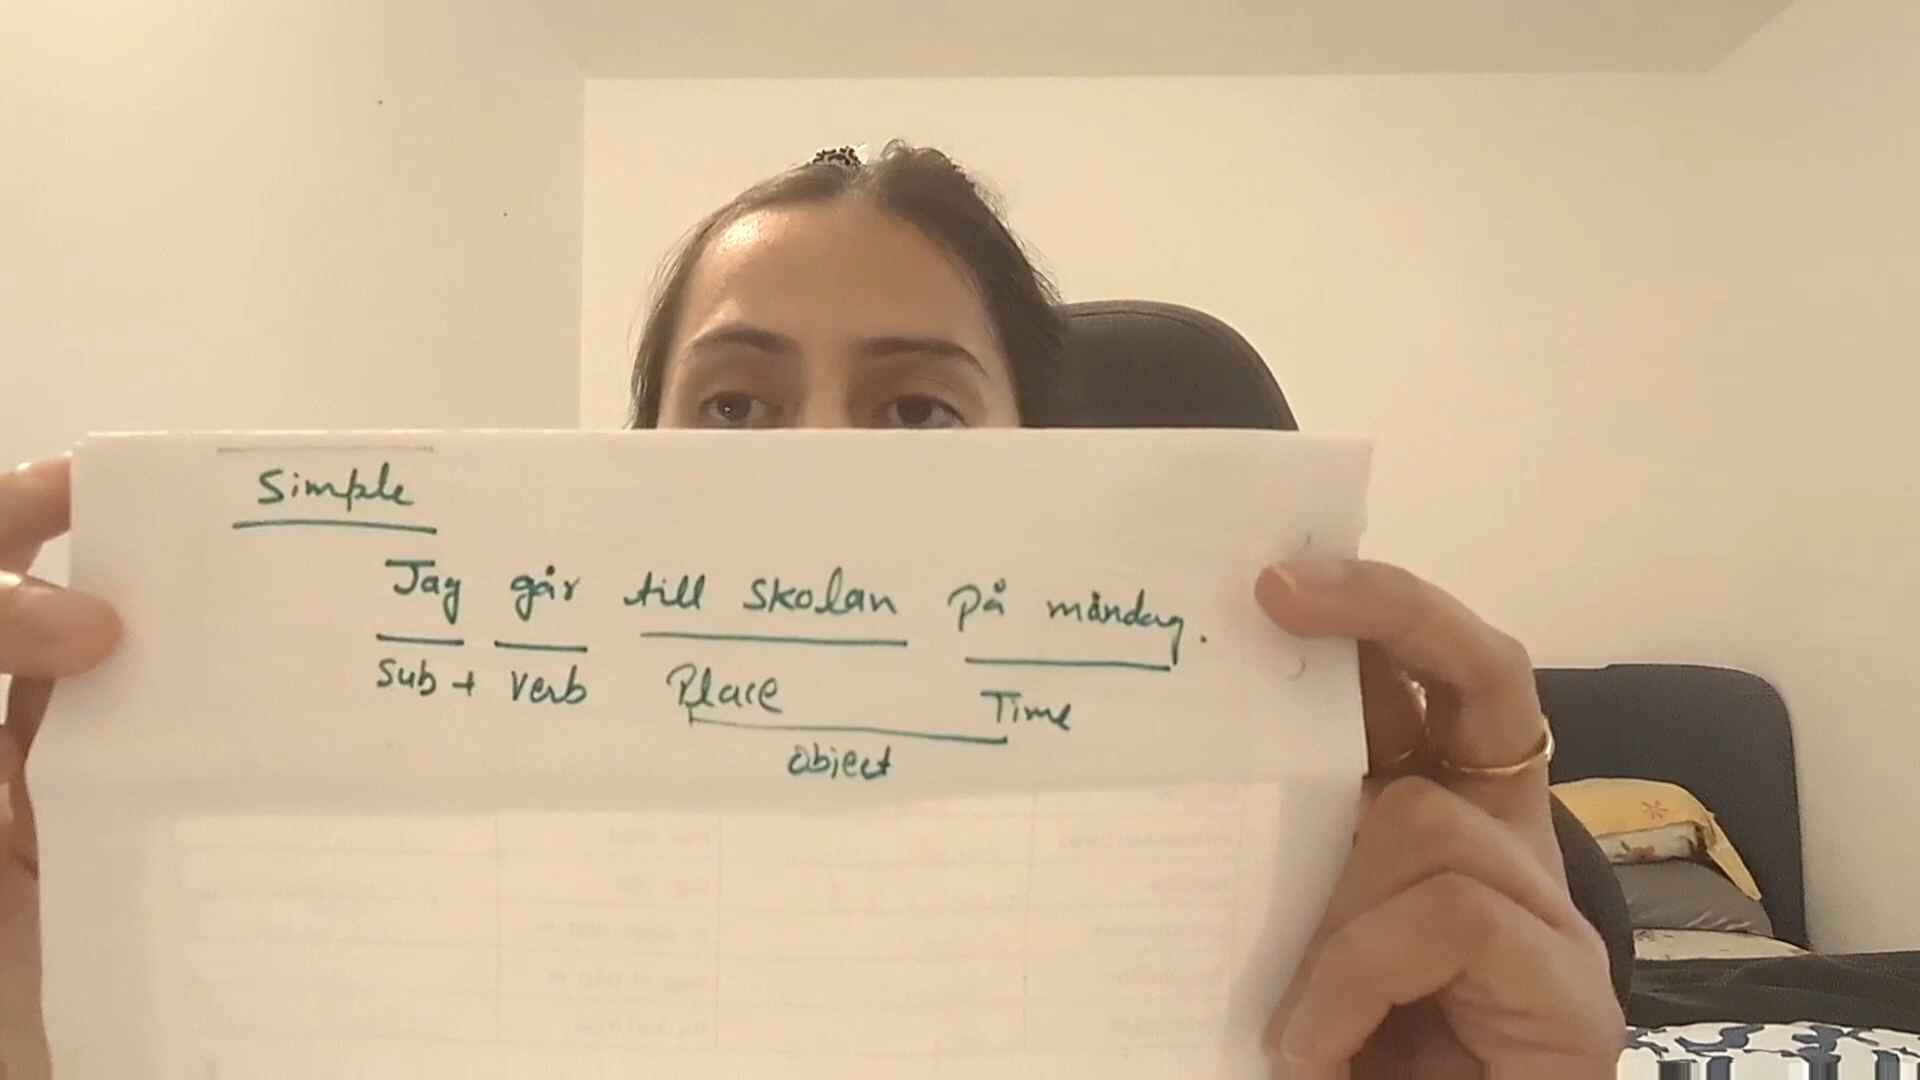 Simple
Jag går till skolan på måndag.
Sub + Verb Place Time
Object